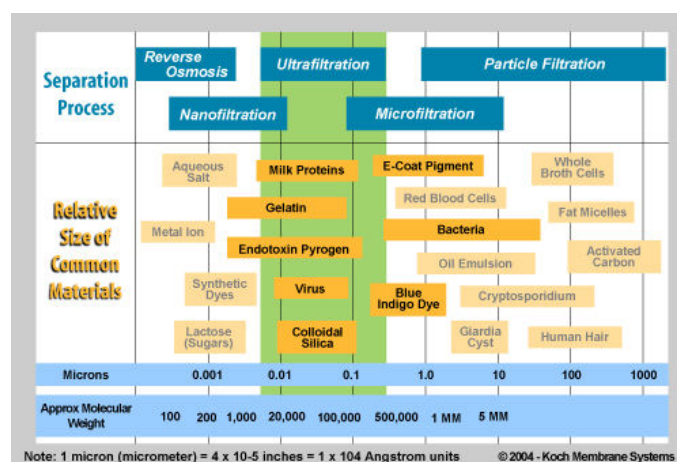 Reverse
Osmosis
Ultrafiltration
Particle Filtration
Separation
Process
Nanofiltration
Microfiltration
Aqueous
Salt
Milk Proteins
E-Coat Pigment
Whole
Broth Cells
Gelatin
Red Blood Cells
Fat Micelles
Relative
Size of
Common
Materials
Metal Ion
Bacteria
Endotoxin Pyrogen
Oil Emulsion
Activated
Carbon
Synthetic
Dyes
Virus
Blue
Indigo Dye
Cryptosporidium
Lactose
(Sugars)
Colloidal
Silica
Giardia
Cyst
Human Hair
Microns 0.001 0.01 0.1 1.0 10 100 1000
Approx Molecular
Weight
100 200 1,000 20,000 100,000 500,000 1 MM 5 MM
Note: 1 micron (micrometer) = 4 x 10-5 inches = 1 x 104 Angstrom units © 2004 - Koch Membrane Systems